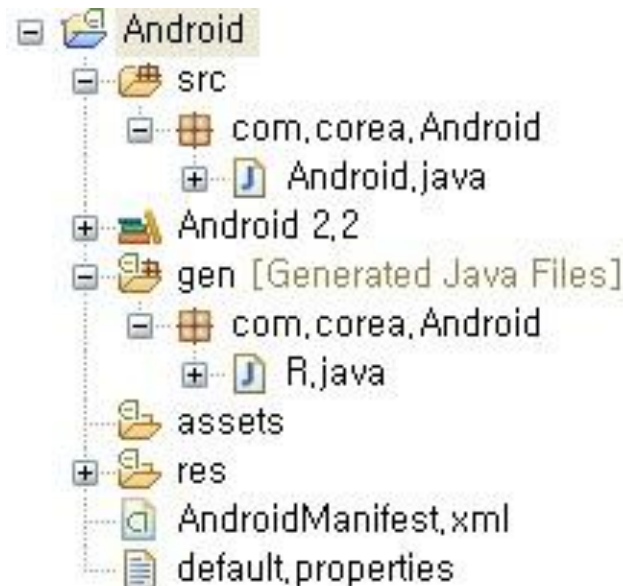 Android
src
com.corea.Android
Android.java
Android 2.2
gen [Generated Java Files]
com.corea.Android
R.java
assets
res
AndroidManifest.xml
default.properties